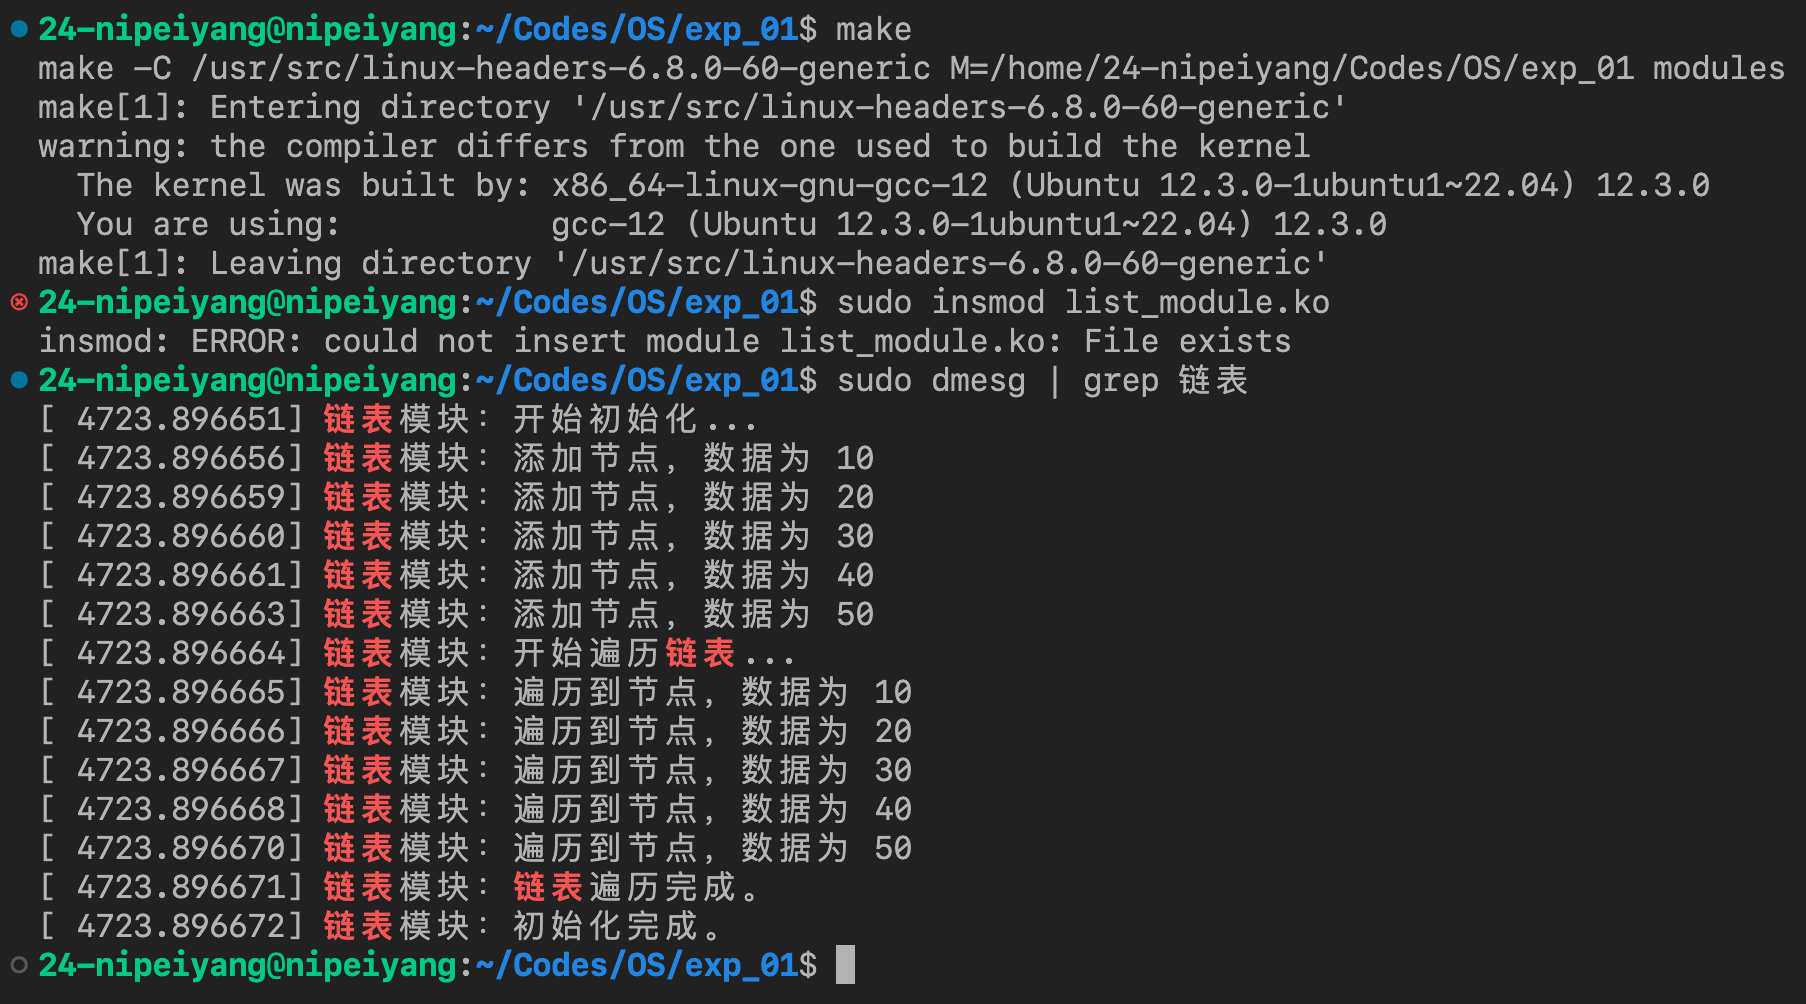 24-nipeiyang@nipeiyang:~/Codes/OS/exp_01$ make
make -C /usr/src/linux-headers-6.8.0-60-generic M=/home/24-nipeiyang/Codes/OS/exp_01 modules
make[1]: Entering directory '/usr/src/linux-headers-6.8.0-60-generic'
warning: the compiler differs from the one used to build the kernel
  The kernel was built by: x86_64-linux-gnu-gcc-12 (Ubuntu 12.3.0-1ubuntu1~22.04) 12.3.0
  You are using:           gcc-12 (Ubuntu 12.3.0-1ubuntu1~22.04) 12.3.0
make[1]: Leaving directory '/usr/src/linux-headers-6.8.0-60-generic'
24-nipeiyang@nipeiyang:~/Codes/OS/exp_01$ sudo insmod list_module.ko
insmod: ERROR: could not insert module list_module.ko: File exists
24-nipeiyang@nipeiyang:~/Codes/OS/exp_01$ sudo dmesg | grep 链表
[ 4723.896651] 链表模块：开始初始化...
[ 4723.896656] 链表模块：添加节点，数据为 10
[ 4723.896659] 链表模块：添加节点，数据为 20
[ 4723.896660] 链表模块：添加节点，数据为 30
[ 4723.896661] 链表模块：添加节点，数据为 40
[ 4723.896663] 链表模块：添加节点，数据为 50
[ 4723.896664] 链表模块：开始遍历链表...
[ 4723.896665] 链表模块：遍历到节点，数据为 10
[ 4723.896666] 链表模块：遍历到节点，数据为 20
[ 4723.896667] 链表模块：遍历到节点，数据为 30
[ 4723.896668] 链表模块：遍历到节点，数据为 40
[ 4723.896670] 链表模块：遍历到节点，数据为 50
[ 4723.896671] 链表模块：链表遍历完成。
[ 4723.896672] 链表模块：初始化完成。
24-nipeiyang@nipeiyang:~/Codes/OS/exp_01$